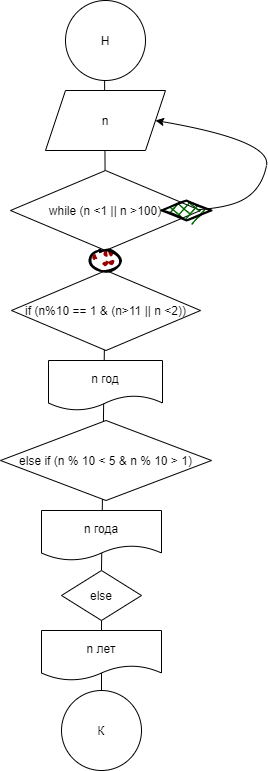 Н
n
while (n <1 || n >100)
if (n%10 == 1 & (n>11 || n <2))
n год
else if (n % 10 < 5 & n % 10 > 1)
n года
else
n лет
К